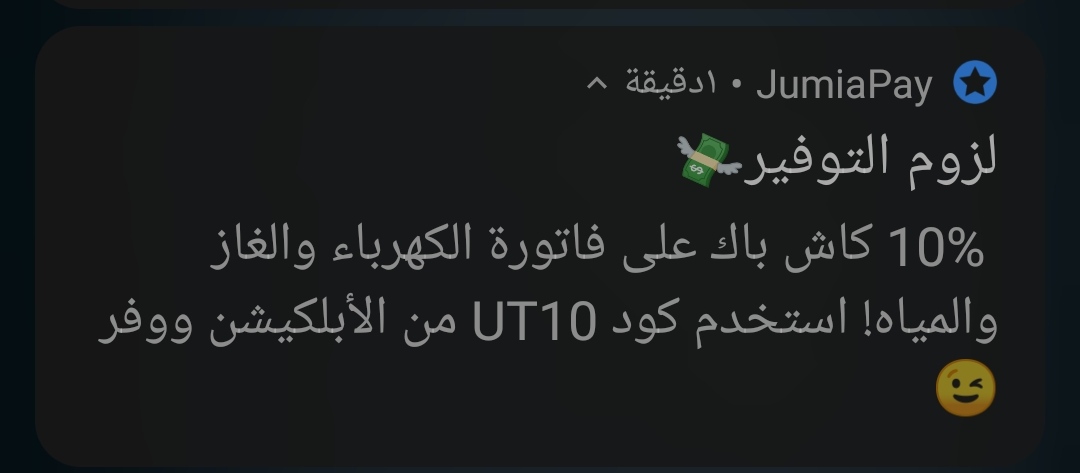 JumiaPay • ١دقيقة
لزوم التوفير💸
10% كاش باك على فاتورة الكهرباء والغاز
والمياه! استخدم كود UT10 من الأبلكيشن ووفر
😉